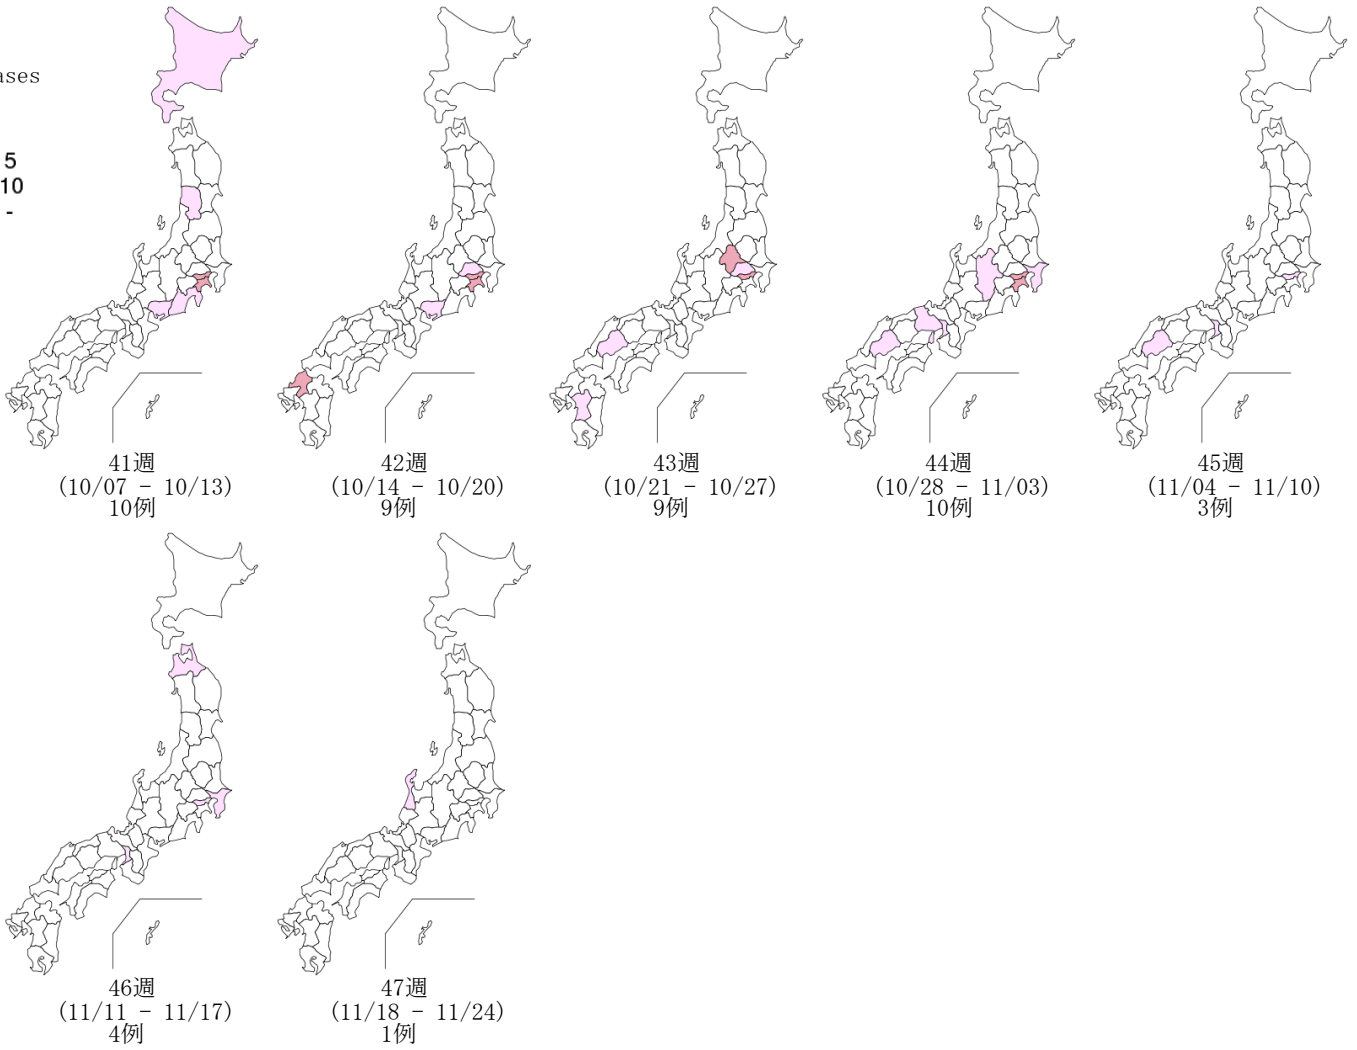 ases
5
10
-
41週
(10/07 - 10/13)
10例
42週
(10/14 - 10/20)
9例
43週
(10/21 - 10/27)
9例
44週
(10/28 - 11/03)
10例
45週
(11/04 - 11/10)
3例
46週
(11/11 - 11/17)
4例
47週
(11/18 - 11/24)
1例